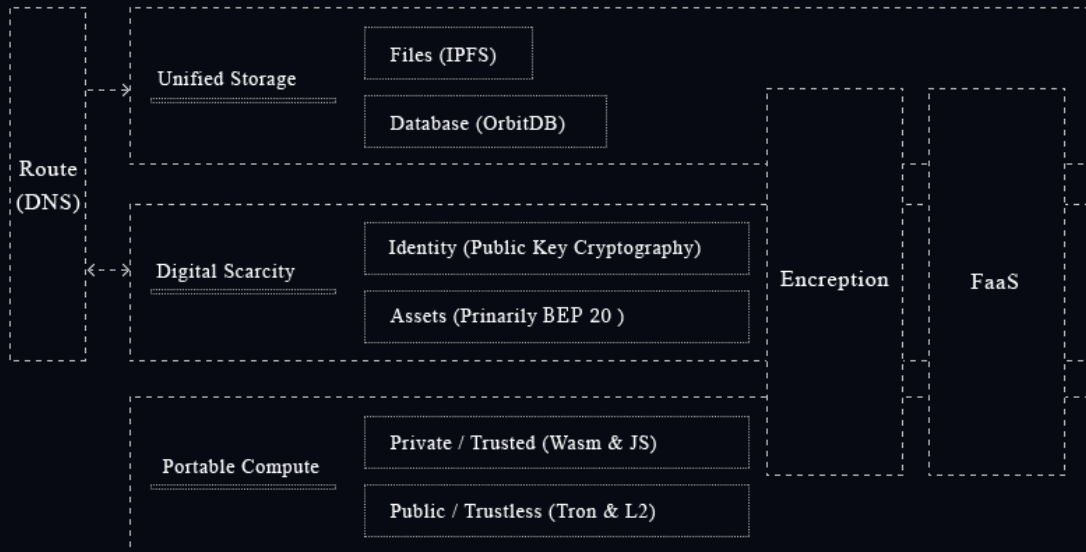 Route
(DNS)
Unified Storage
Files (IPFS)
Database (OrbitDB)
Digital Scarcity
Identity (Public Key Cryptography)
Assets (Prinarily BEP 20 )
Portable Compute
Private / Trusted (Wasm & JS)
Public / Trustless (Tron & L2)
Encreption
FaaS